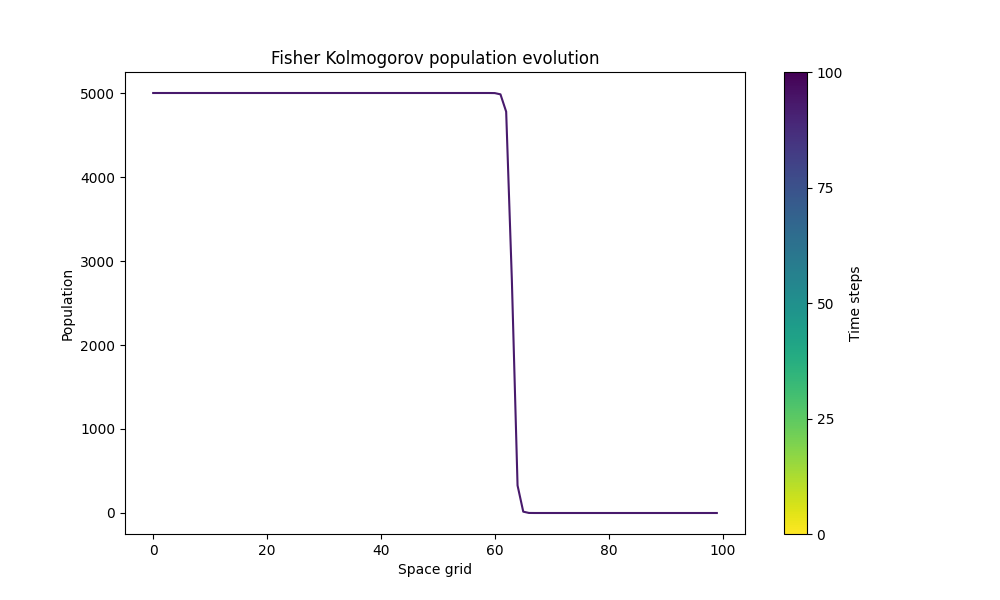 Fisher Kolmogorov population evolution
Population
5000
4000
3000
2000
1000
0
0 20 40 60 80 100
Space grid
100
75
50
25
0
Time steps